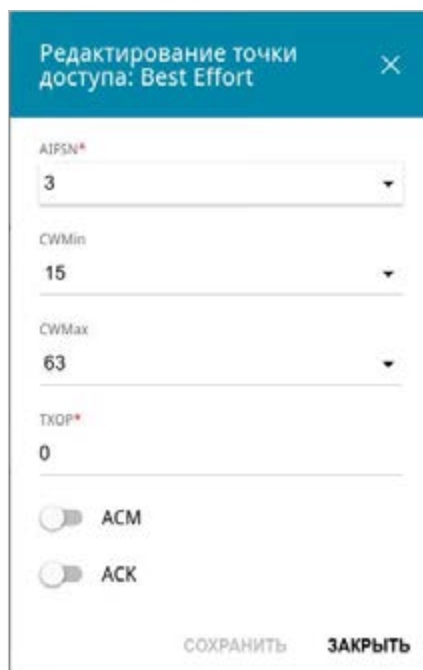 Редактирование точки
доступа: Best Effort
AIFSN*
3
CWMin
15
CWMax
63
TXOP*
0
ACM
ACK
СОХРАНИТЬ ЗАКРЫТЬ